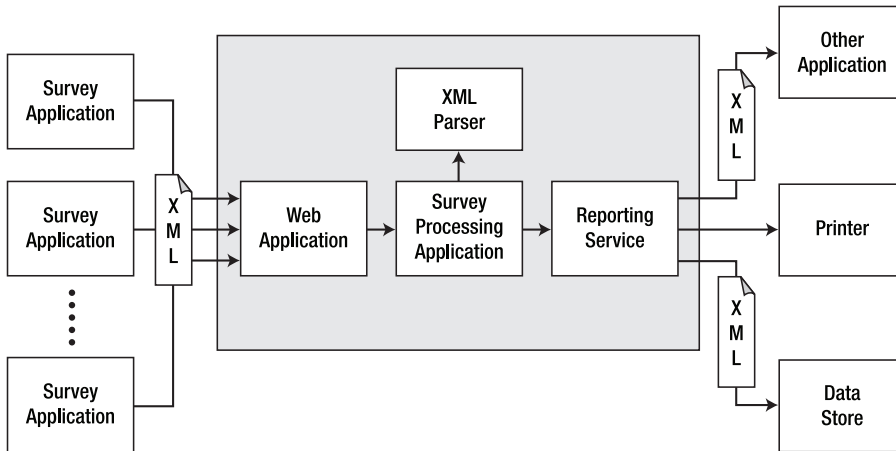 Survey
Application
Survey
Application
Survey
Application
X
M
L
Web
Application
XML
Parser
Survey
Processing
Application
Reporting
Service
X
M
L
X
M
L
Other
Application
Printer
Data
Store